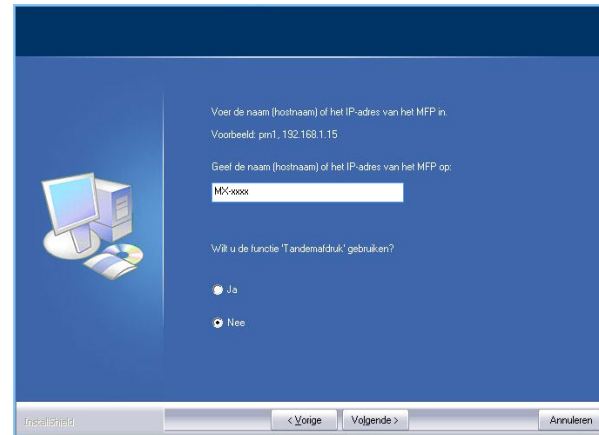 Voer de naam (hostnaam) of het IP-adres van het MFP in.
Voorbeeld: prn1, 192.168.1.15
Geef de naam (hostnaam) of het IP-adres van het MFP op:
MX-xxxx
Wilt u de functie 'Tandemafdruk' gebruiken?
Ja
Nee
InstallShield
< Vorige
Volgende >
Annuleren